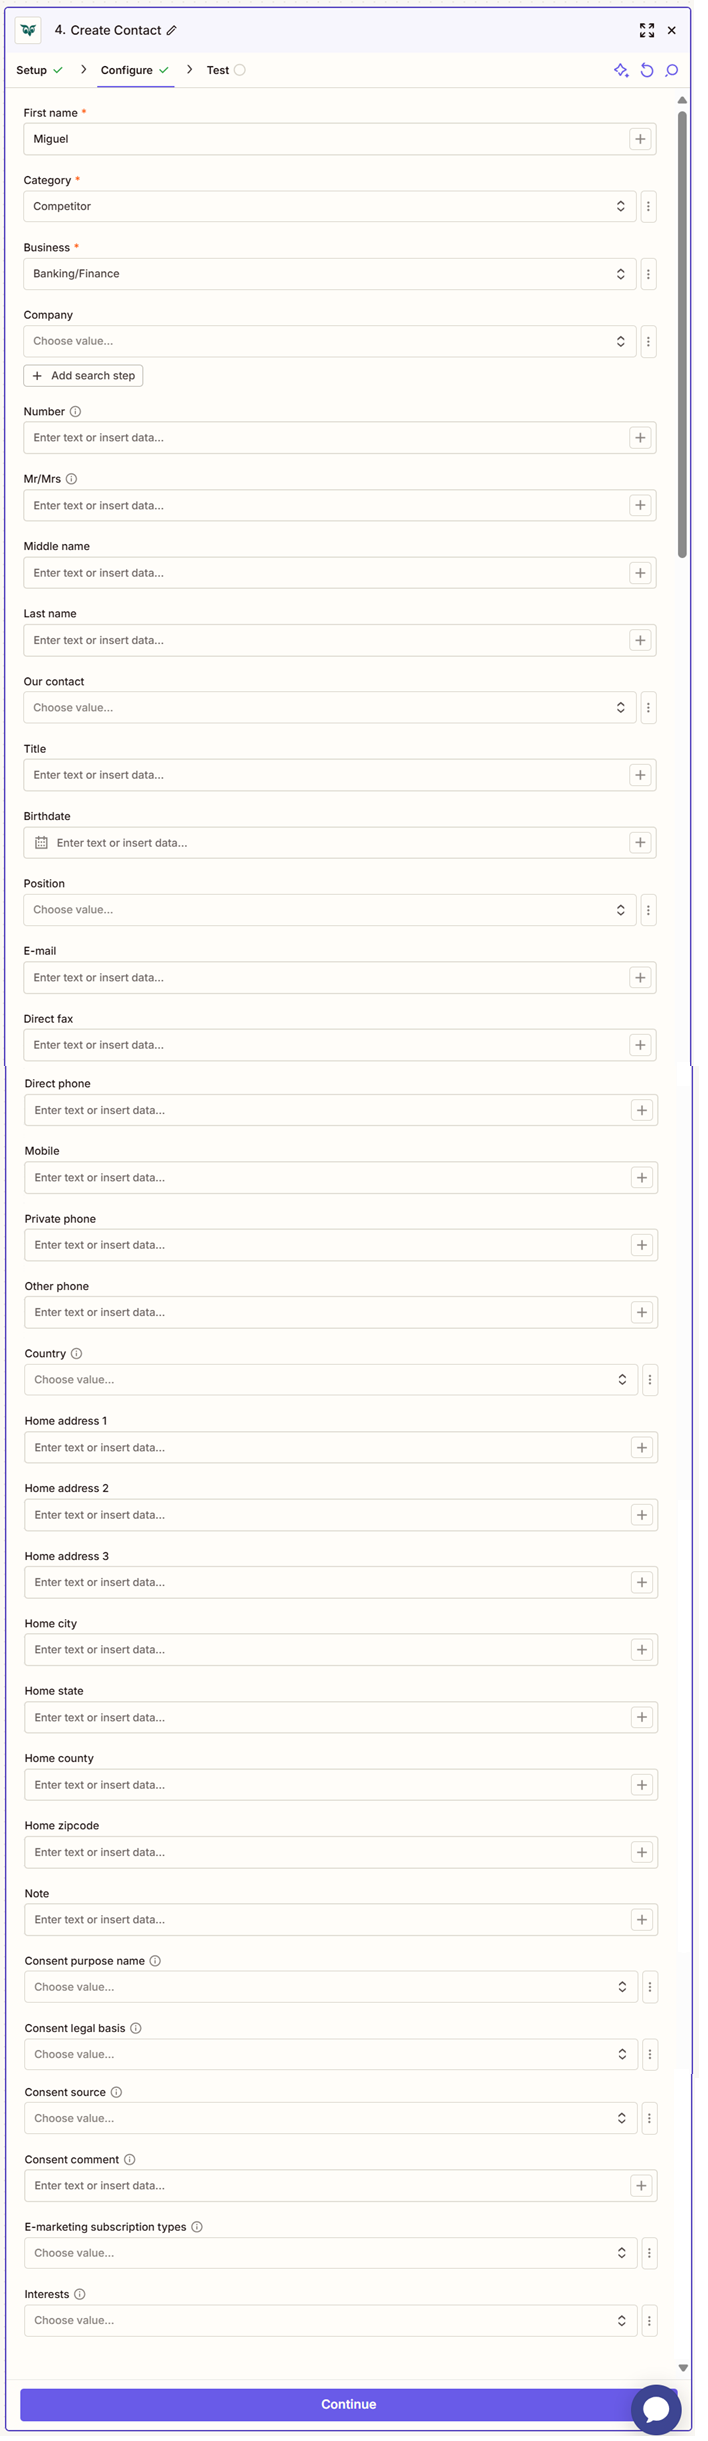 4. Create Contact
Setup Configure Test
First name *
Miguel
Category *
Competitor
Business *
Banking/Finance
Company
Choose value...
+ Add search step
Number
Enter text or insert data...
Mr/Mrs
Enter text or insert data...
Middle name
Enter text or insert data...
Last name
Enter text or insert data...
Our contact
Choose value...
Title
Enter text or insert data...
Birthdate
Enter text or insert data...
Position
Choose value...
E-mail
Enter text or insert data...
Direct fax
Enter text or insert data...
Direct phone
Enter text or insert data...
Mobile
Enter text or insert data...
Private phone
Enter text or insert data...
Other phone
Enter text or insert data...
Country
Choose value...
Home address 1
Enter text or insert data...
Home address 2
Enter text or insert data...
Home address 3
Enter text or insert data...
Home city
Enter text or insert data...
Home state
Enter text or insert data...
Home county
Enter text or insert data...
Home zipcode
Enter text or insert data...
Note
Enter text or insert data...
Consent purpose name
Choose value...
Consent legal basis
Choose value...
Consent source
Choose value...
Consent comment
Enter text or insert data...
E-marketing subscription types
Choose value...
Interests
Choose value...
Continue